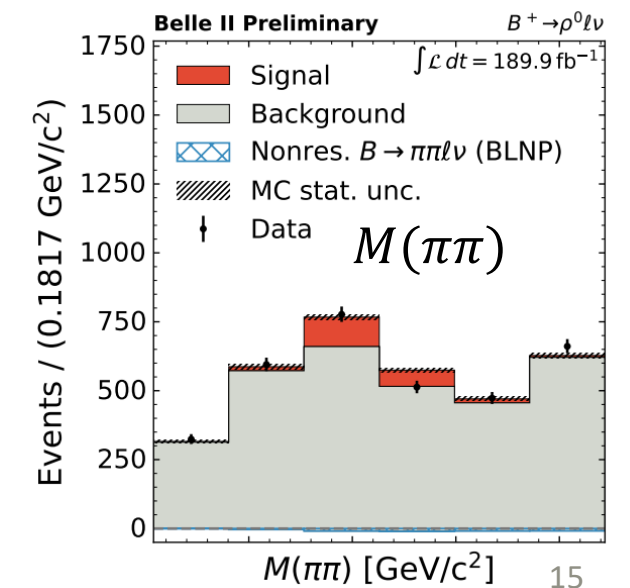 Belle II Preliminary B⁺→ρ⁰ℓν
∫ℒ dt = 189.9 fb⁻¹
Signal
Background
Nonres. B→ππℓν (BLNP)
MC stat. unc.
Data
M(ππ)
1750
1500
1250
1000
750
500
250
0
Events / (0.1817 GeV/c²)
M(ππ) [GeV/c²]
15